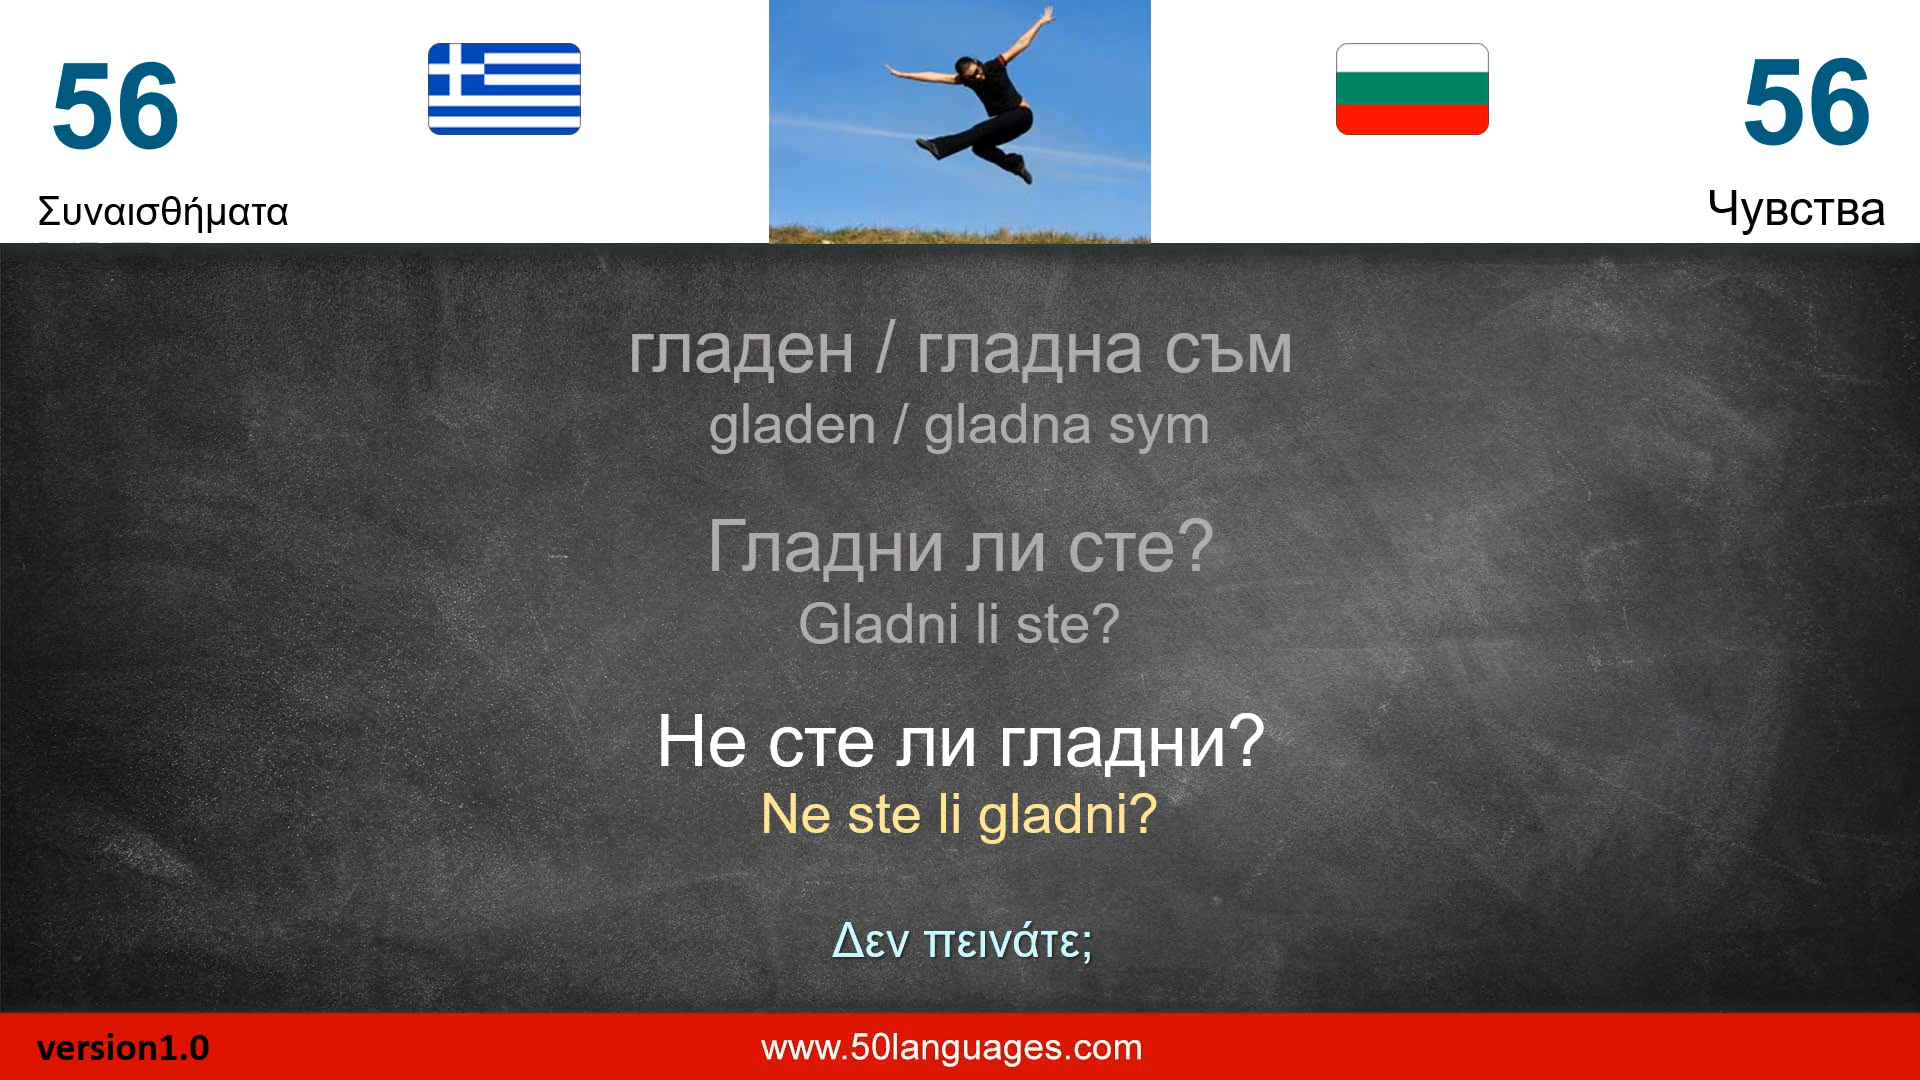 56
56
Συναισθήματα
Чувства
гладен / гладна съм
gladen / gladna sym
Гладни ли сте?
Gladni li ste?
Не сте ли гладни?
Ne ste li gladni?
Δεν πεινάτε;
version1.0
www.50languages.com